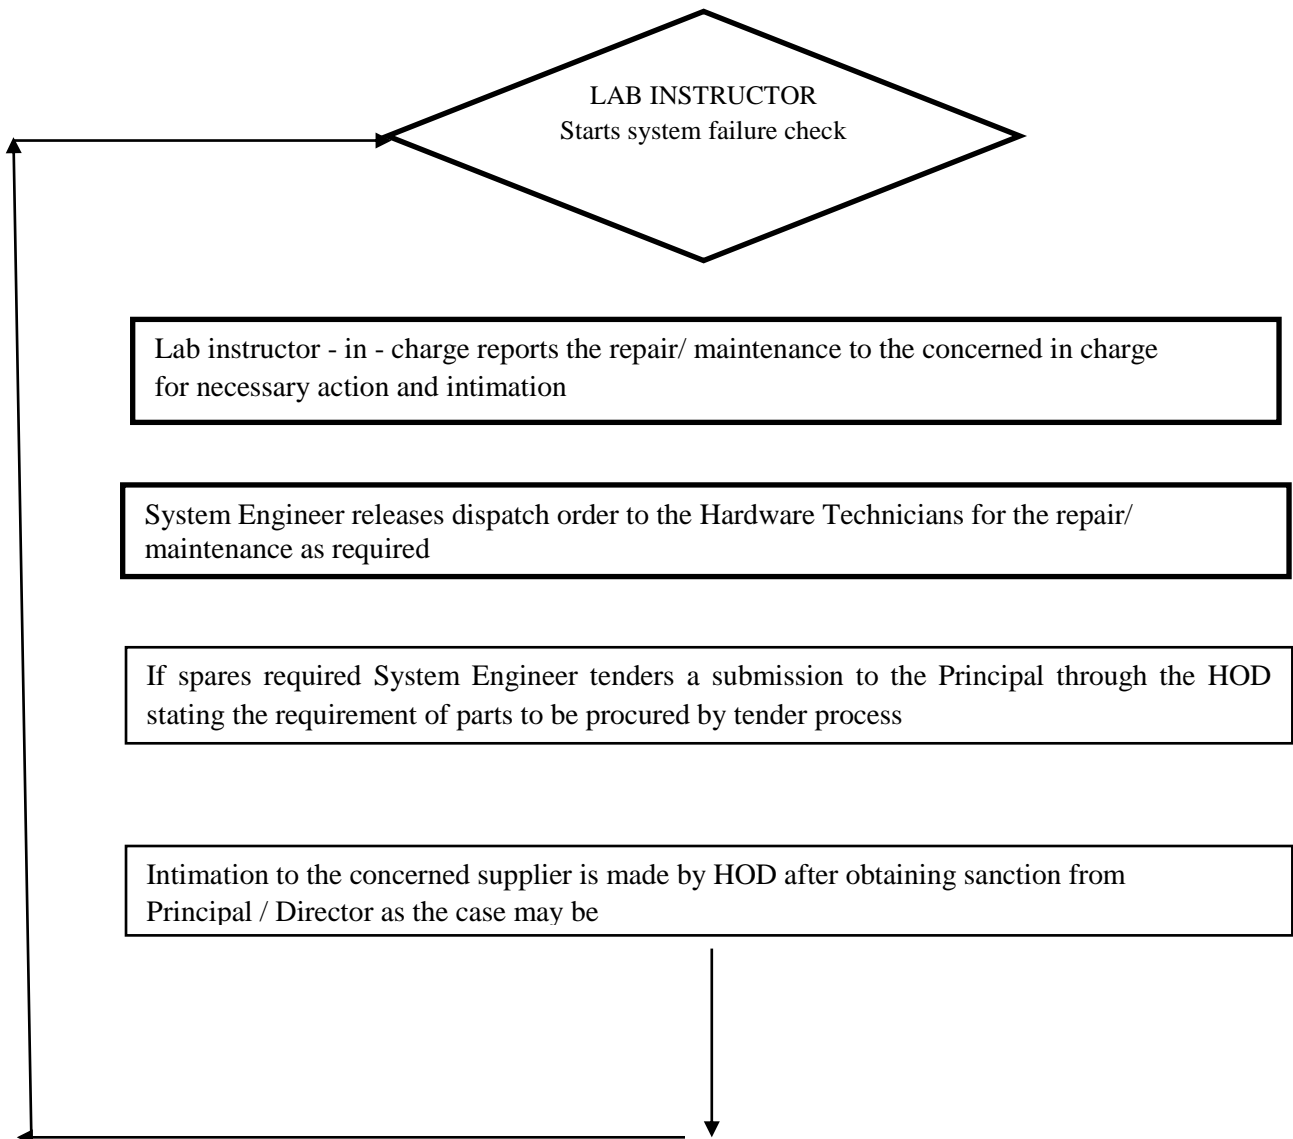 LAB INSTRUCTOR
Starts system failure check
Lab instructor - in - charge reports the repair/ maintenance to the concerned in charge
for necessary action and intimation
System Engineer releases dispatch order to the Hardware Technicians for the repair/
maintenance as required
If spares required System Engineer tenders a submission to the Principal through the HOD
stating the requirement of parts to be procured by tender process
Intimation to the concerned supplier is made by HOD after obtaining sanction from
Principal / Director as the case may be